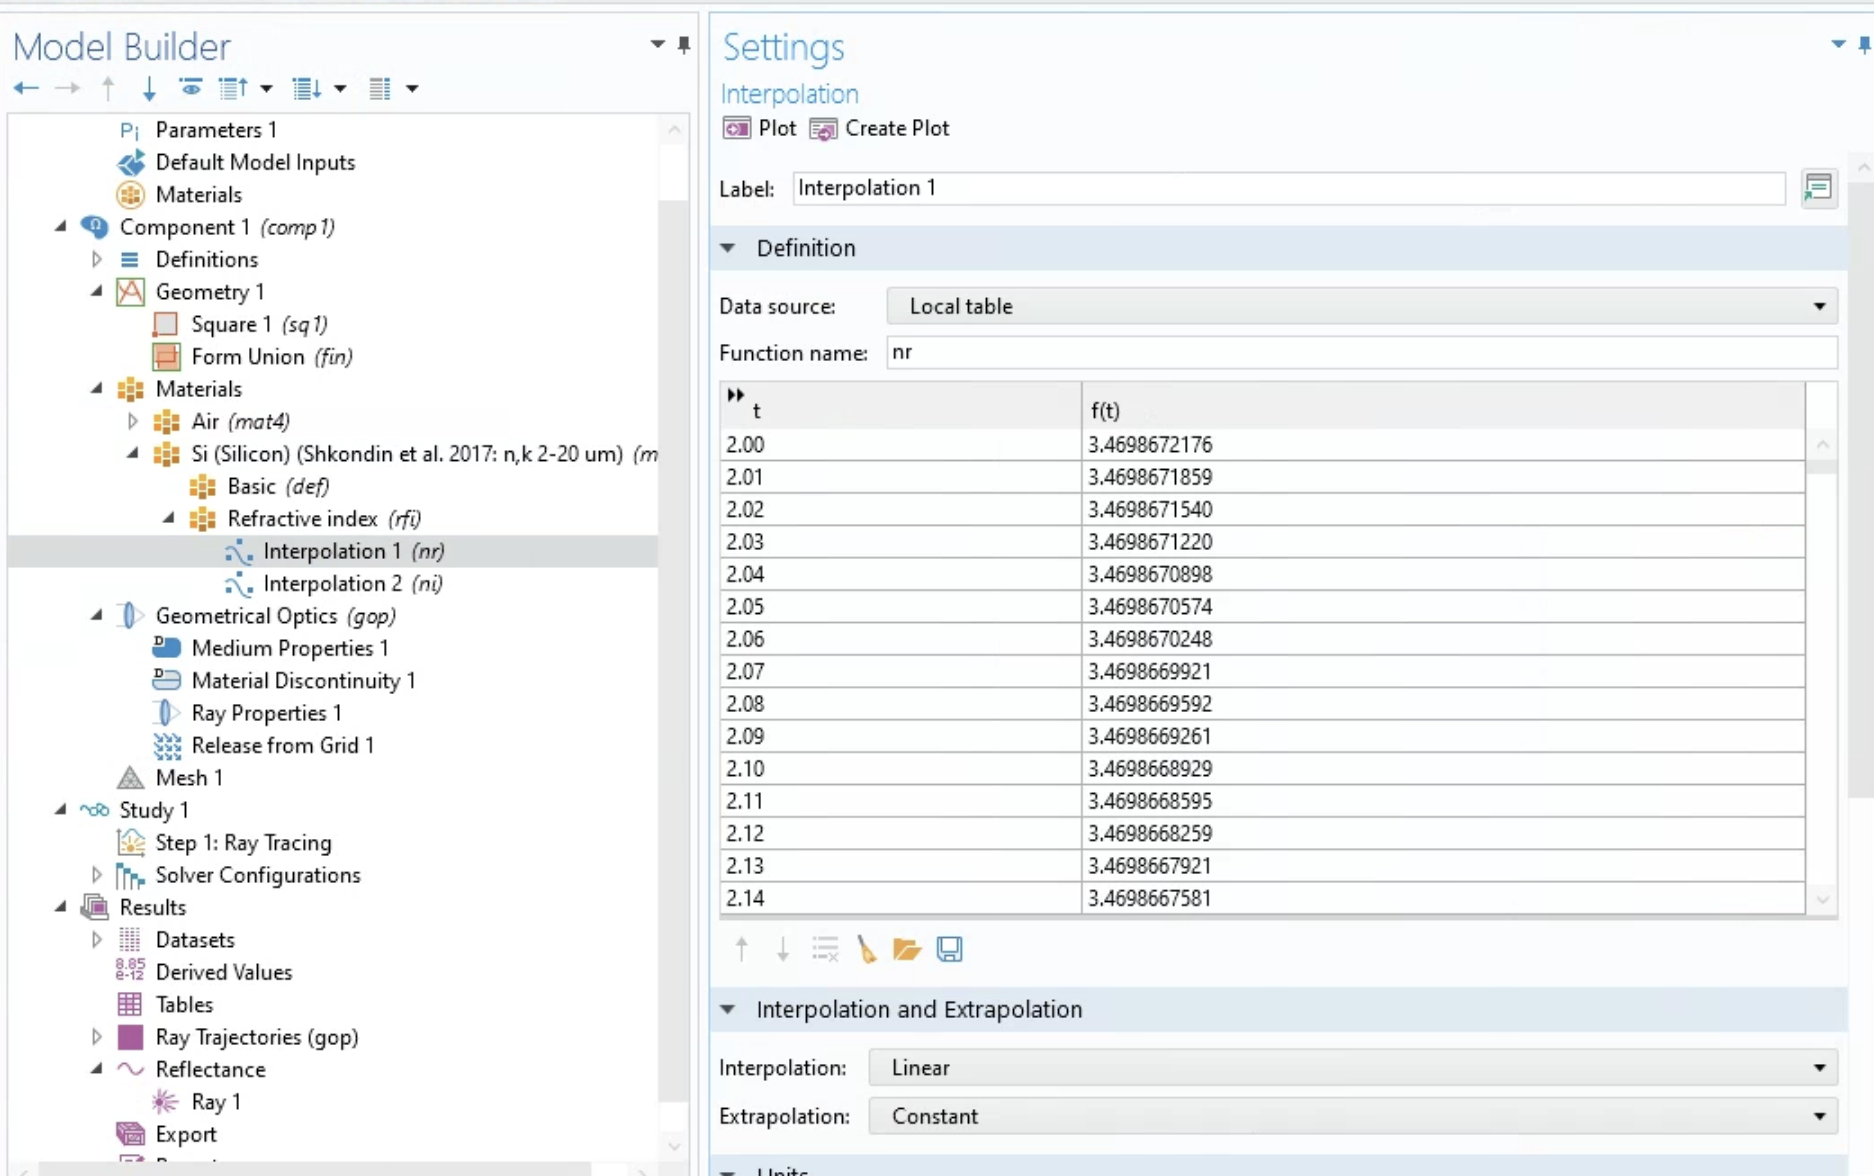 Model Builder
Parameters 1
Default Model Inputs
Materials
Component 1 (comp1)
Definitions
Geometry 1
Square 1 (sq1)
Form Union (fin)
Materials
Air (mat4)
Si (Silicon) (Shkondin et al. 2017: n,k 2-20 um) (m
Basic (def)
Refractive index (rfi)
Interpolation 1 (nr)
Interpolation 2 (ni)
Geometrical Optics (gop)
Medium Properties 1
Material Discontinuity 1
Ray Properties 1
Release from Grid 1
Mesh 1
Study 1
Step 1: Ray Tracing
Solver Configurations
Results
Datasets
8.85
e-12 Derived Values
Tables
Ray Trajectories (gop)
Reflectance
Ray 1
Export
Settings
Interpolation
Plot Create Plot
Label: Interpolation 1
Definition
Data source: Local table
Function name: nr
t f(t)
2.00 3.4698672176
2.01 3.4698671859
2.02 3.4698671540
2.03 3.4698671220
2.04 3.4698670898
2.05 3.4698670574
2.06 3.4698670248
2.07 3.4698669921
2.08 3.4698669592
2.09 3.4698669261
2.10 3.4698668929
2.11 3.4698668595
2.12 3.4698668259
2.13 3.4698667921
2.14 3.4698667581
Interpolation and Extrapolation
Interpolation: Linear
Extrapolation: Constant
Units